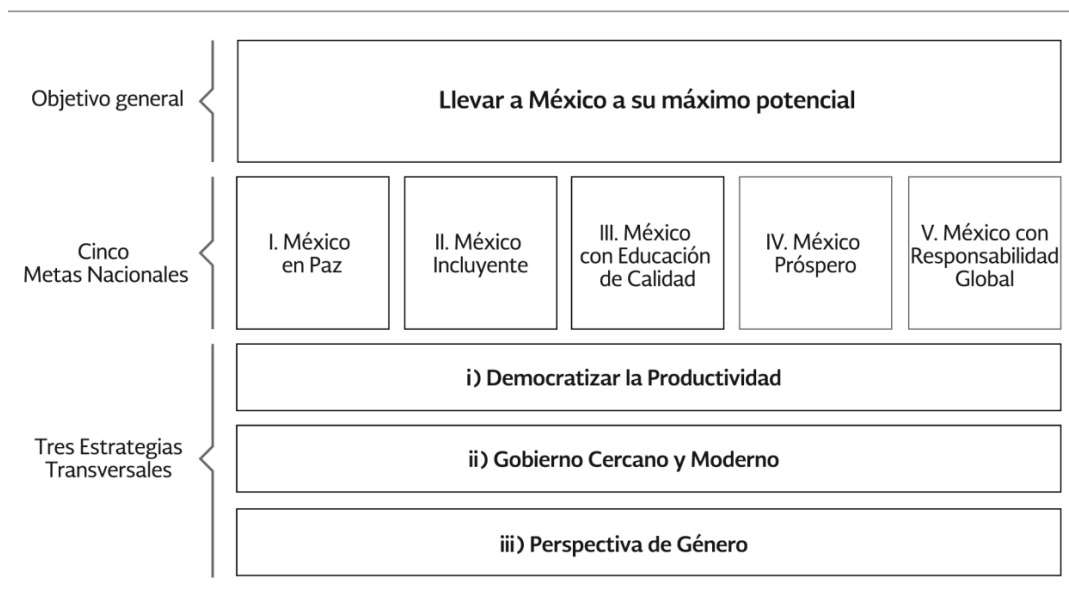 Objetivo general
Llevar a México a su máximo potencial
Cinco
Metas Nacionales
I. México
en Paz
II. México
Incluyente
III. México
con Educación
de Calidad
IV. México
Próspero
V. México con
Responsabilidad
Global
Tres Estrategias
Transversales
i) Democratizar la Productividad
ii) Gobierno Cercano y Moderno
iii) Perspectiva de Género